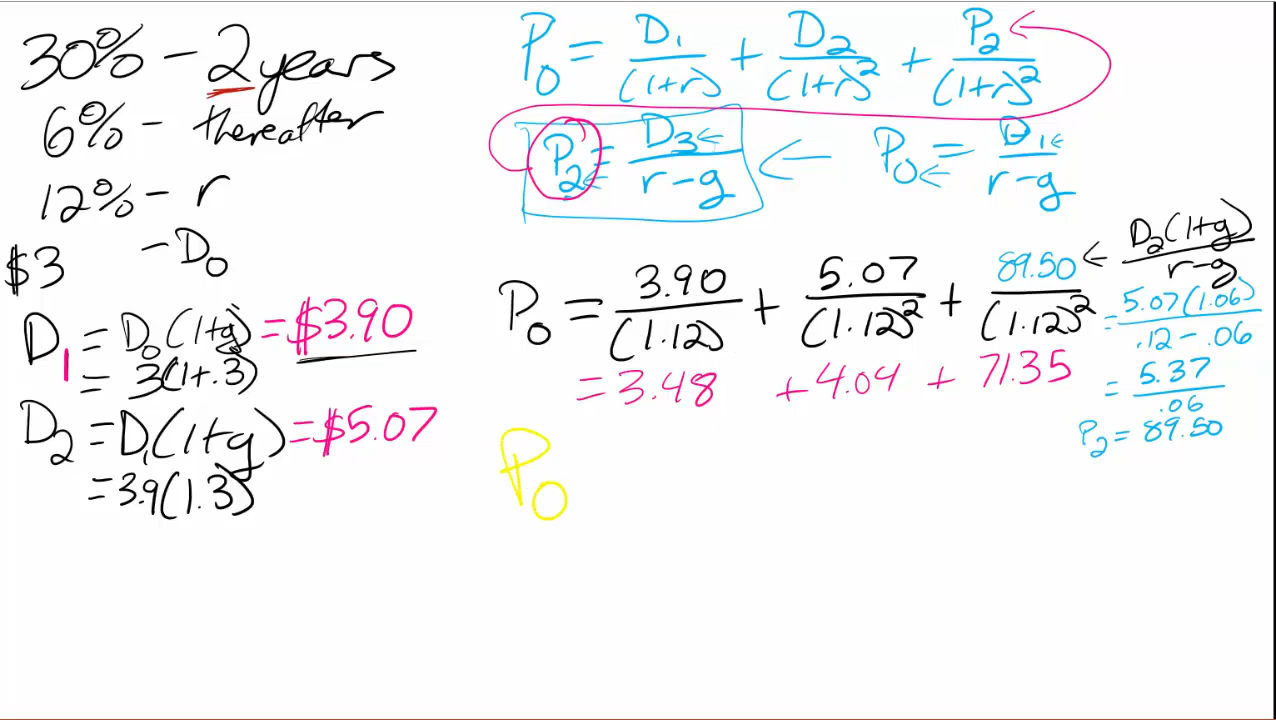 30% - 2 years
6% - thereafter
12% - r
$3 - D₀
D₁ = D₀(1+g) = $3.90
= 3(1+.3)
D₂ = D₁(1+g) = $5.07
= 3.9(1.3)
P₀ = D₁/(1+r) + D₂/(1+r)² + P₂/(1+r)²
P₂ = D₃/(r-g) ← P₀ = D₁/(r-g)
P₀ = 3.90/(1.12) + 5.07/(1.12)² + 89.50/(1.12)² ← D₂(1+g)/(r-g)
= 5.07(1.06)/(.12-.06)
= 3.48 + 4.04 + 71.35
= 5.37/.06
P₂ = 89.50
P₀